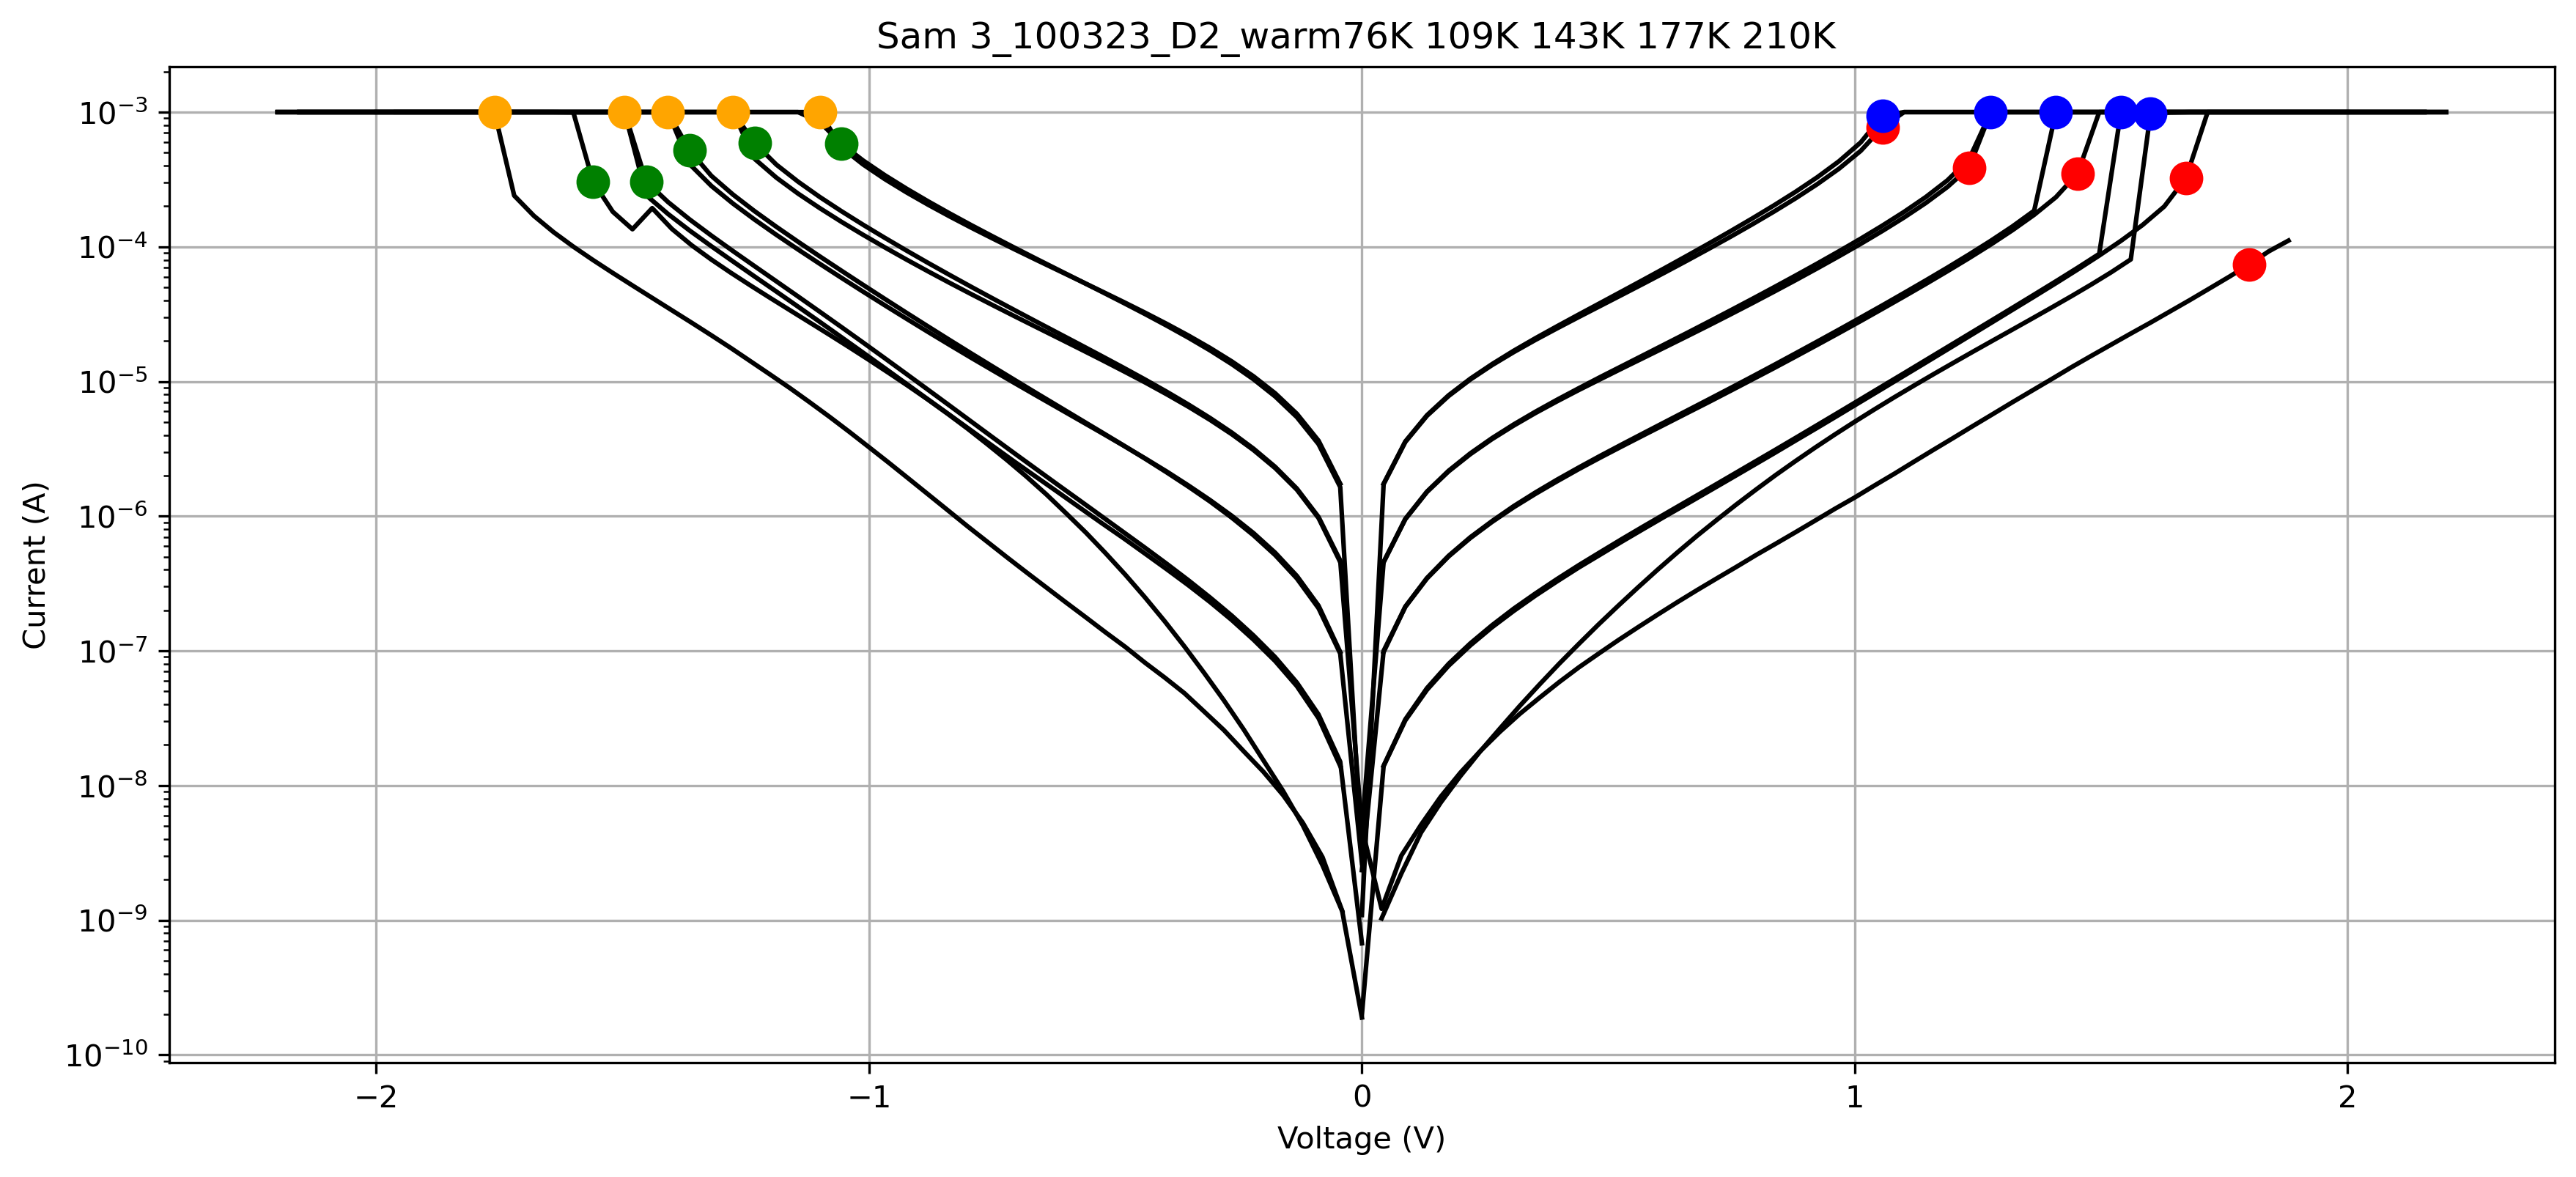 Sam 3_100323_D2_warm76K 109K 143K 177K 210K
Current (A)
10⁻³
10⁻⁴
10⁻⁵
10⁻⁶
10⁻⁷
10⁻⁸
10⁻⁹
10⁻¹⁰
−2 −1 0 1 2
Voltage (V)